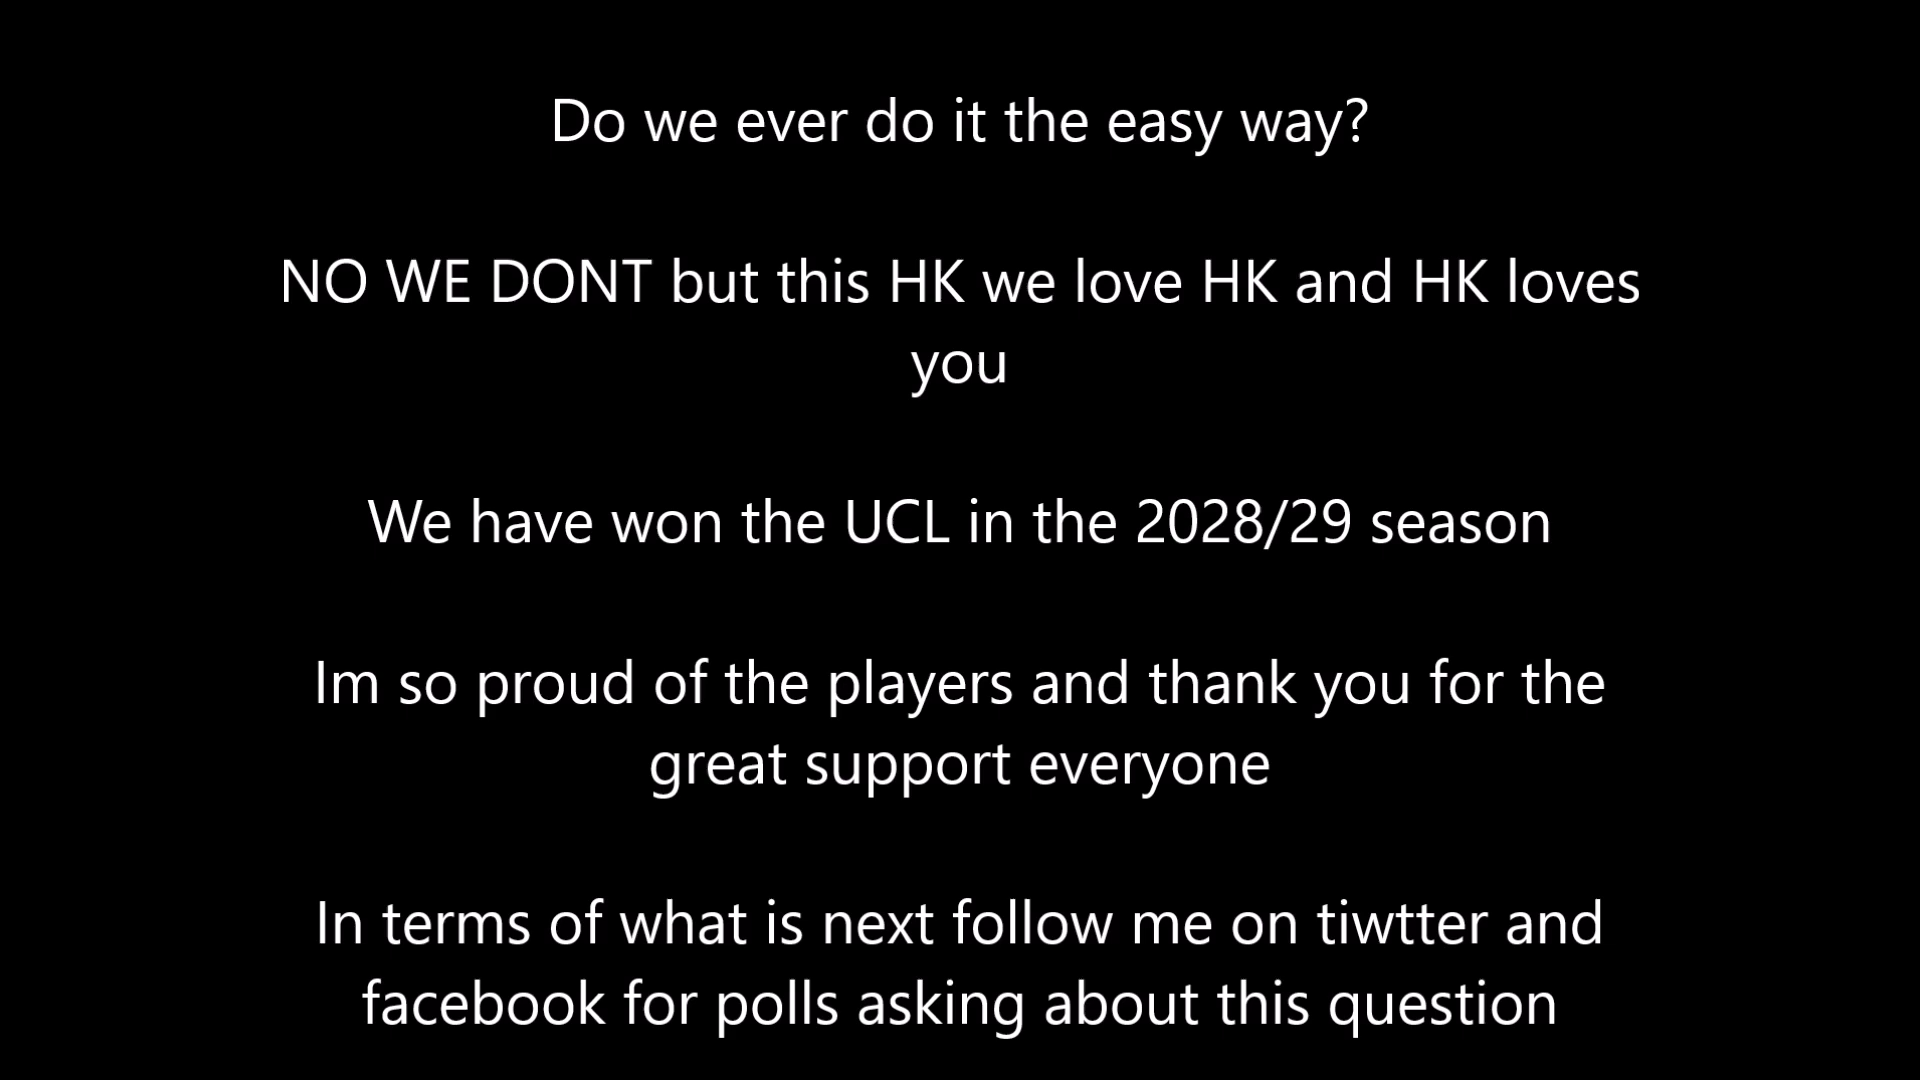 Do we ever do it the easy way?
NO WE DONT but this HK we love HK and HK loves
you
We have won the UCL in the 2028/29 season
Im so proud of the players and thank you for the
great support everyone
In terms of what is next follow me on tiwtter and
facebook for polls asking about this question